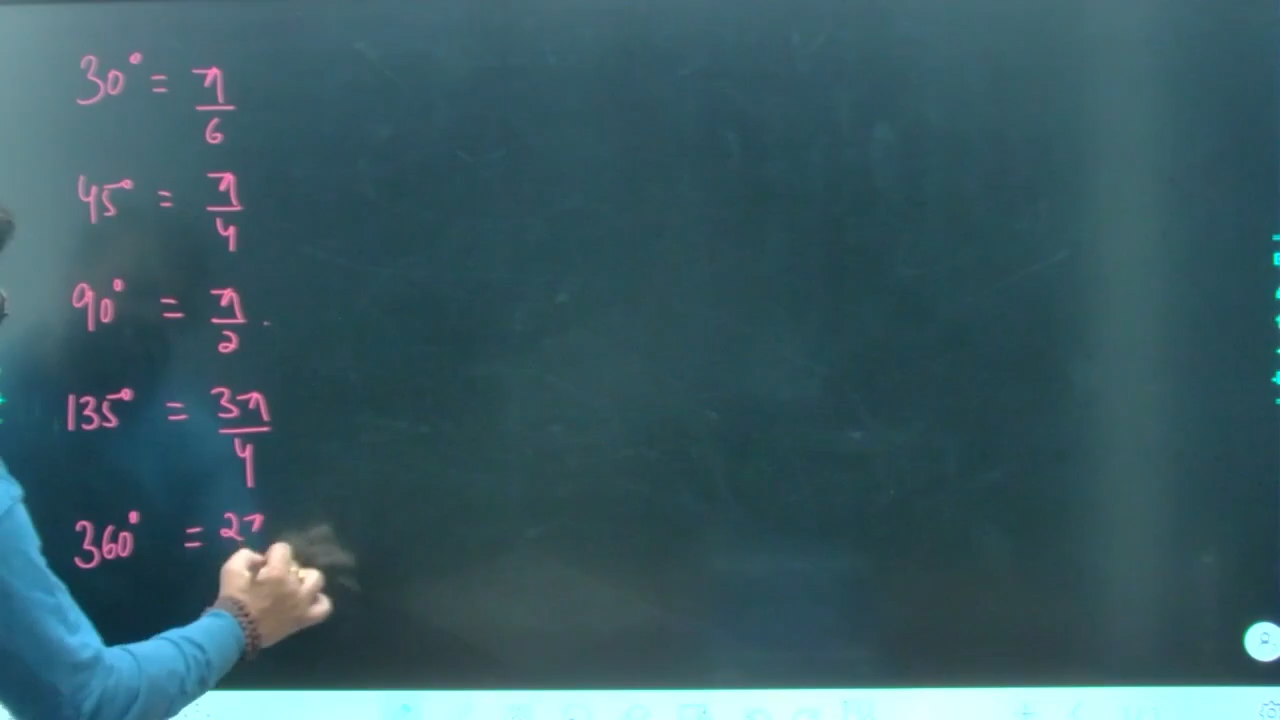 30° = π/6
45° = π/4
90° = π/2
135° = 3π/4
360° = 2π